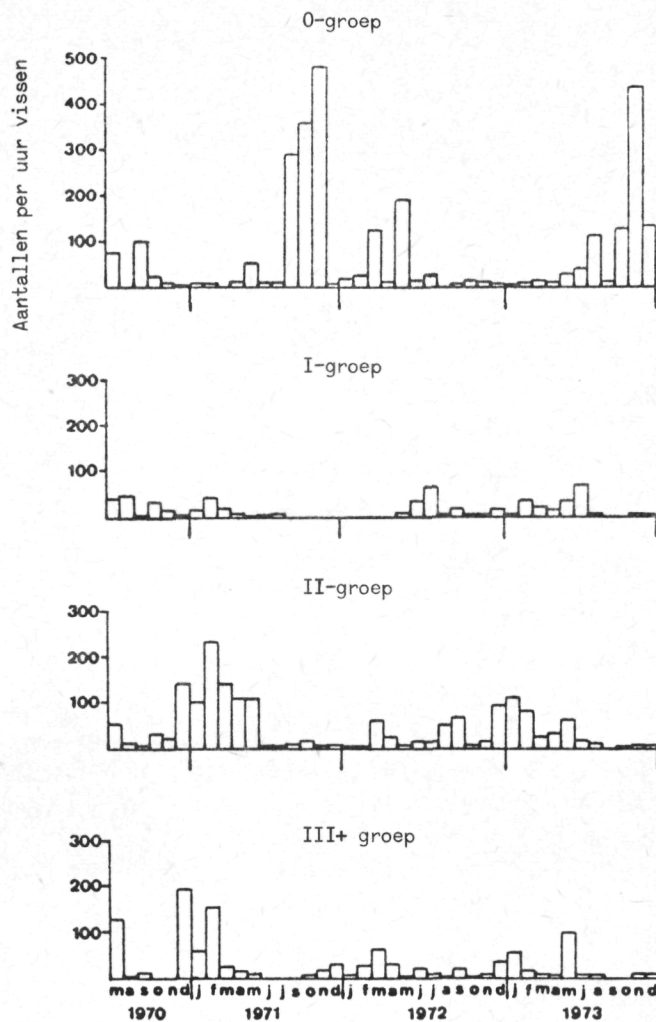 0-groep
Aantallen per uur vissen
500
400
300
200
100
I-groep
300
200
100
II-groep
300
200
100
III+ groep
300
200
100
m a s o n d j f m a m j j s o n d j f m a m j j a s o n d j f m a m j a s o n d
1970 1971 1972 1973